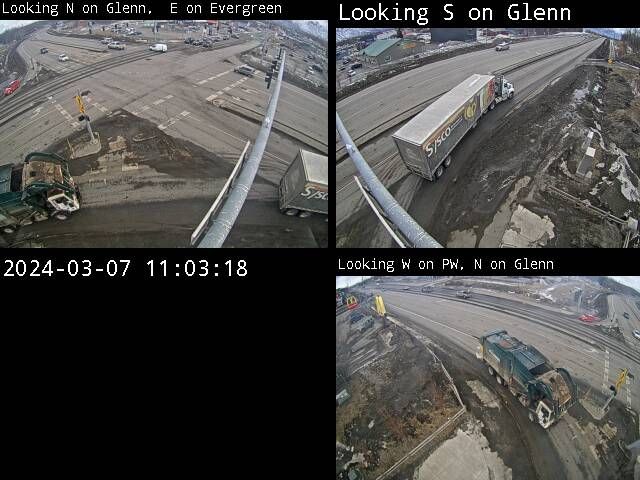 Looking N on Glenn,  E on Evergreen
Looking S on Glenn
Sysco
Sysco
2024-03-07 11:03:18
Looking W on PW, N on Glenn